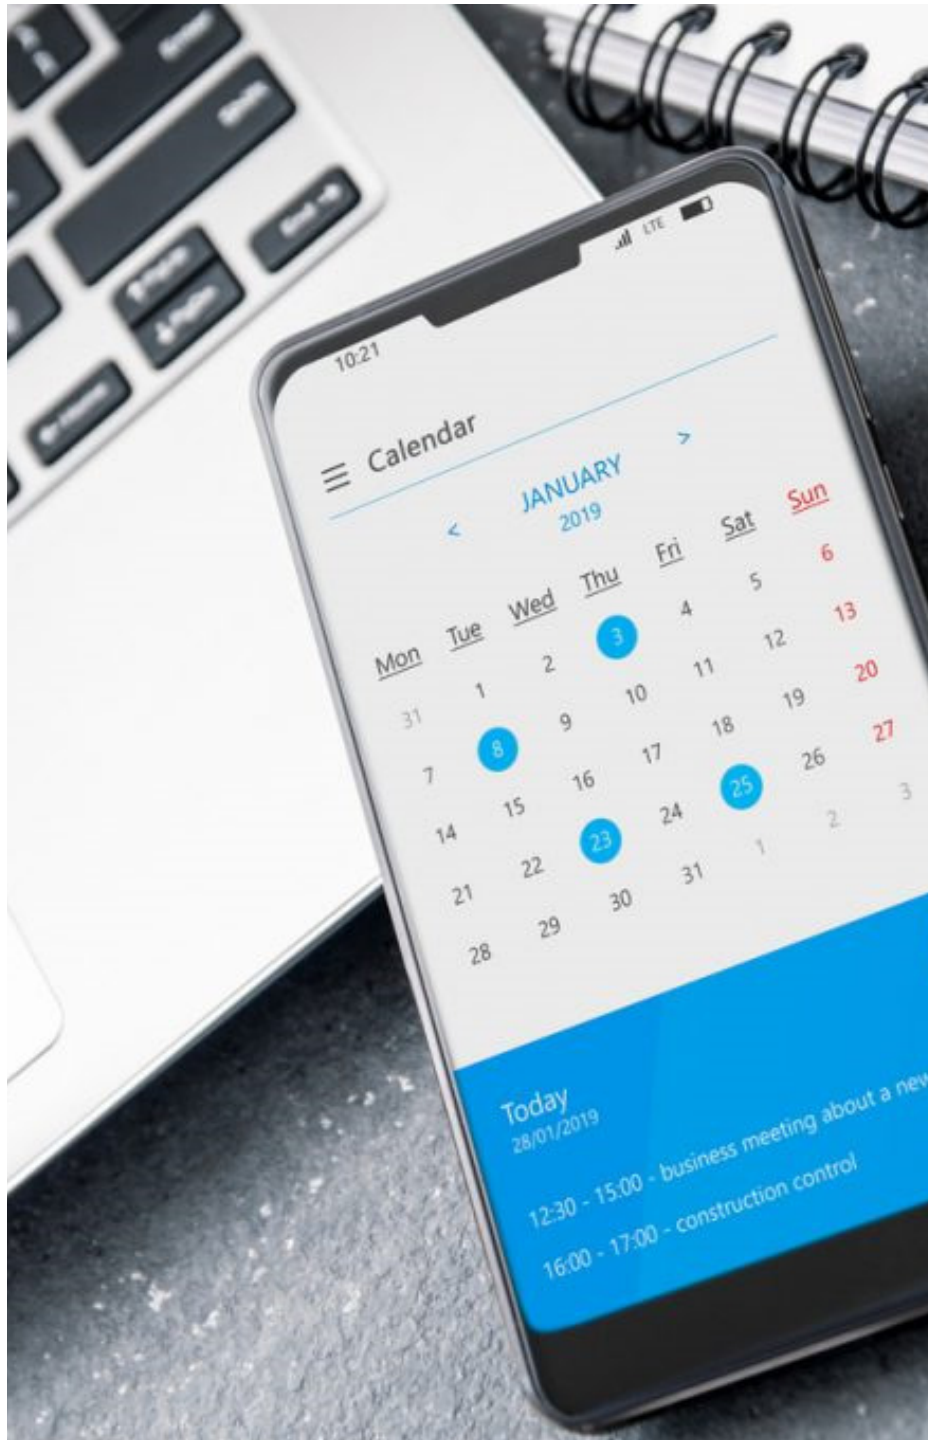 Enter
Shift
End
10:21
LTE
Calendar
< JANUARY >
2019
Mon Tue Wed Thu Fri Sat Sun
31 1 2 3 4 5 6
7 8 9 10 11 12 13
14 15 16 17 18 19 20
21 22 23 24 25 26 27
28 29 30 31 1 2 3
Today
28/01/2019
12:30 - 15:00 - business meeting about a new
16:00 - 17:00 - construction control